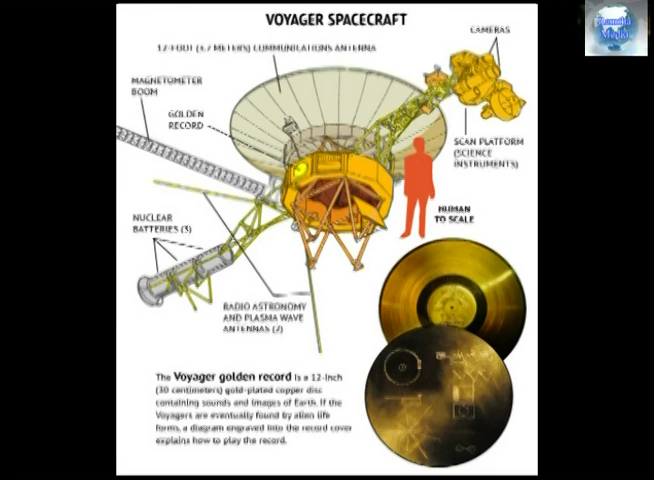 VOYAGER SPACECRAFT
CAMERAS
12-FOOT (3.7 METERS) COMMUNICATIONS ANTENNA
MAGNETOMETER
BOOM
GOLDEN
RECORD
SCAN PLATFORM
(SCIENCE
INSTRUMENTS)
HUMAN
TO SCALE
NUCLEAR
BATTERIES (3)
RADIO ASTRONOMY
AND PLASMA WAVE
ANTENNAS (2)
The Voyager golden record is a 12-inch
(30 centimeters) gold-plated copper disc
containing sounds and images of Earth. If the
Voyagers are eventually found by alien life
forms, a diagram engraved into the record cover
explains how to play the record.